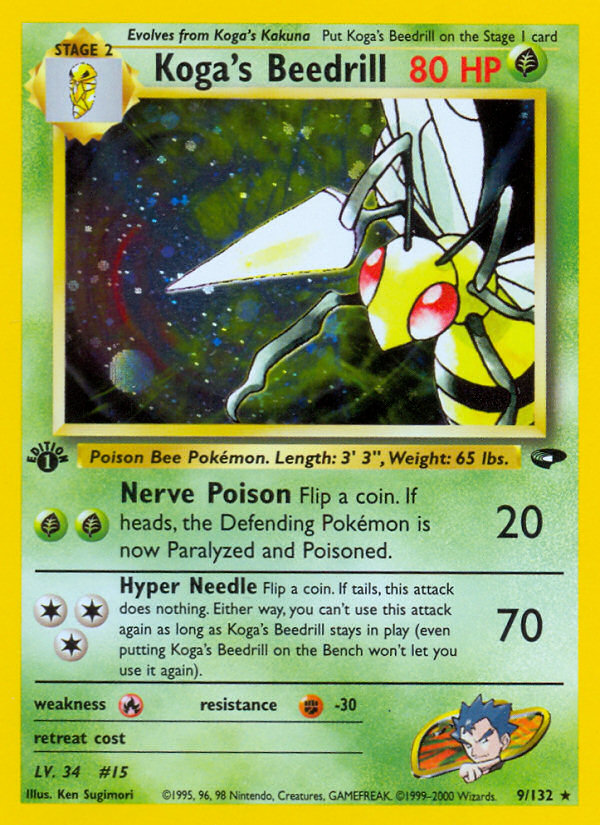 Evolves from Koga's Kakuna Put Koga's Beedrill on the Stage 1 card
STAGE 2
Koga's Beedrill 80 HP
EDITION
1
Poison Bee Pokémon. Length: 3' 3", Weight: 65 lbs.
Nerve Poison Flip a coin. If
heads, the Defending Pokémon is
now Paralyzed and Poisoned.
20
Hyper Needle Flip a coin. If tails, this attack
does nothing. Either way, you can't use this attack
again as long as Koga's Beedrill stays in play (even
putting Koga's Beedrill on the Bench won't let you
use it again).
70
weakness resistance -30
retreat cost
LV. 34 #15
Illus. Ken Sugimori ©1995, 96, 98 Nintendo, Creatures, GAMEFREAK. ©1999-2000 Wizards. 9/132 ★